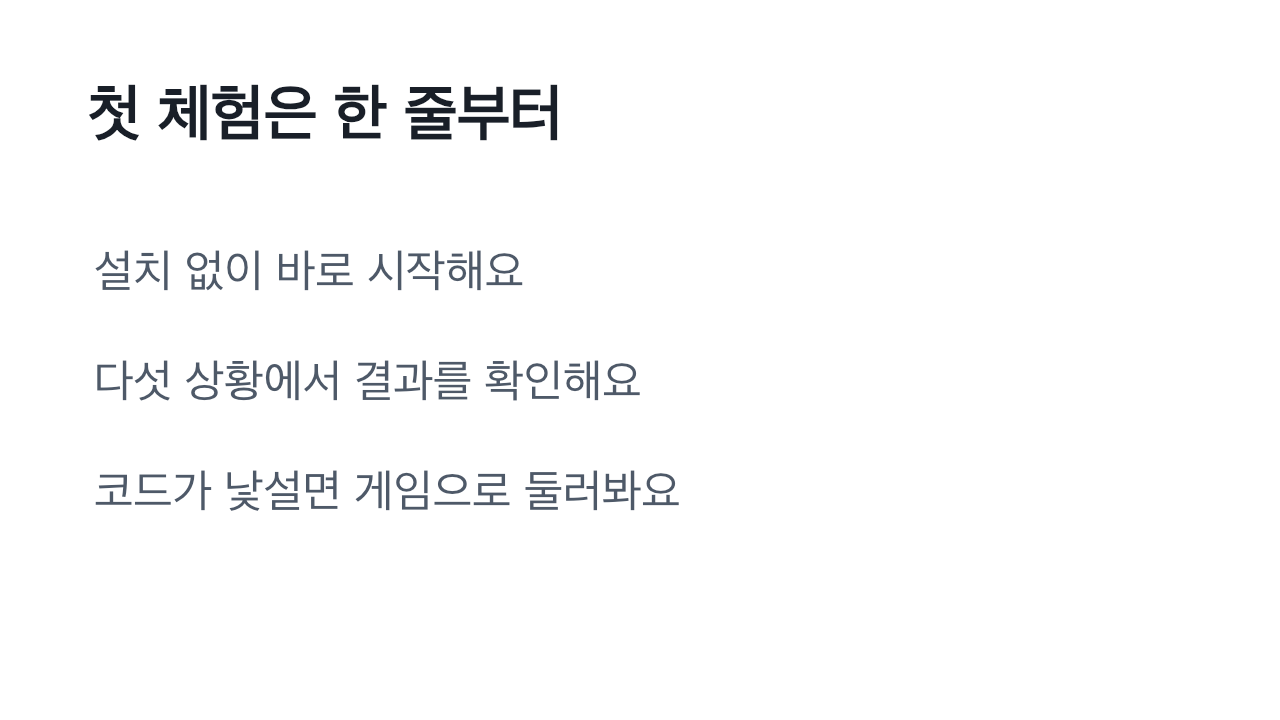 첫 체험은 한 줄부터
설치 없이 바로 시작해요
다섯 상황에서 결과를 확인해요
코드가 낯설면 게임으로 둘러봐요